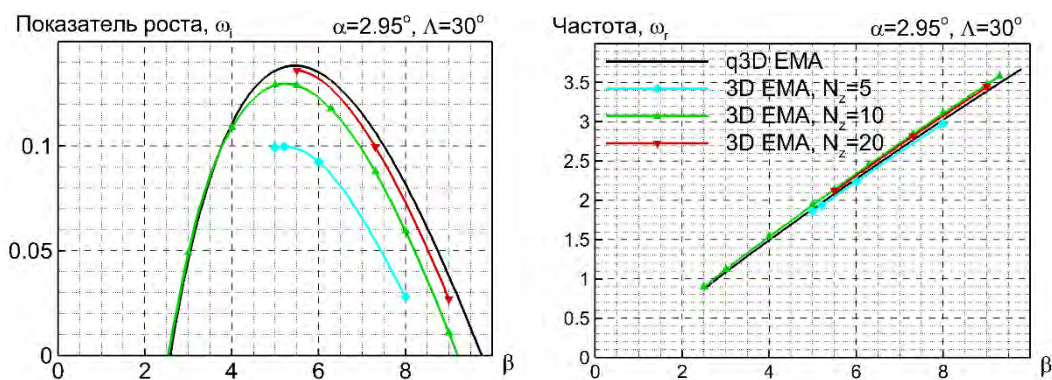 Показатель роста, ωi α=2.95°, Λ=30°
0.1
0.05
0
0 2 4 6 8 β
Частота, ωr α=2.95°, Λ=30°
q3D EMA
3D EMA, Nz=5
3D EMA, Nz=10
3D EMA, Nz=20
3.5
3
2.5
2
1.5
1
0.5
0
0 2 4 6 8 β